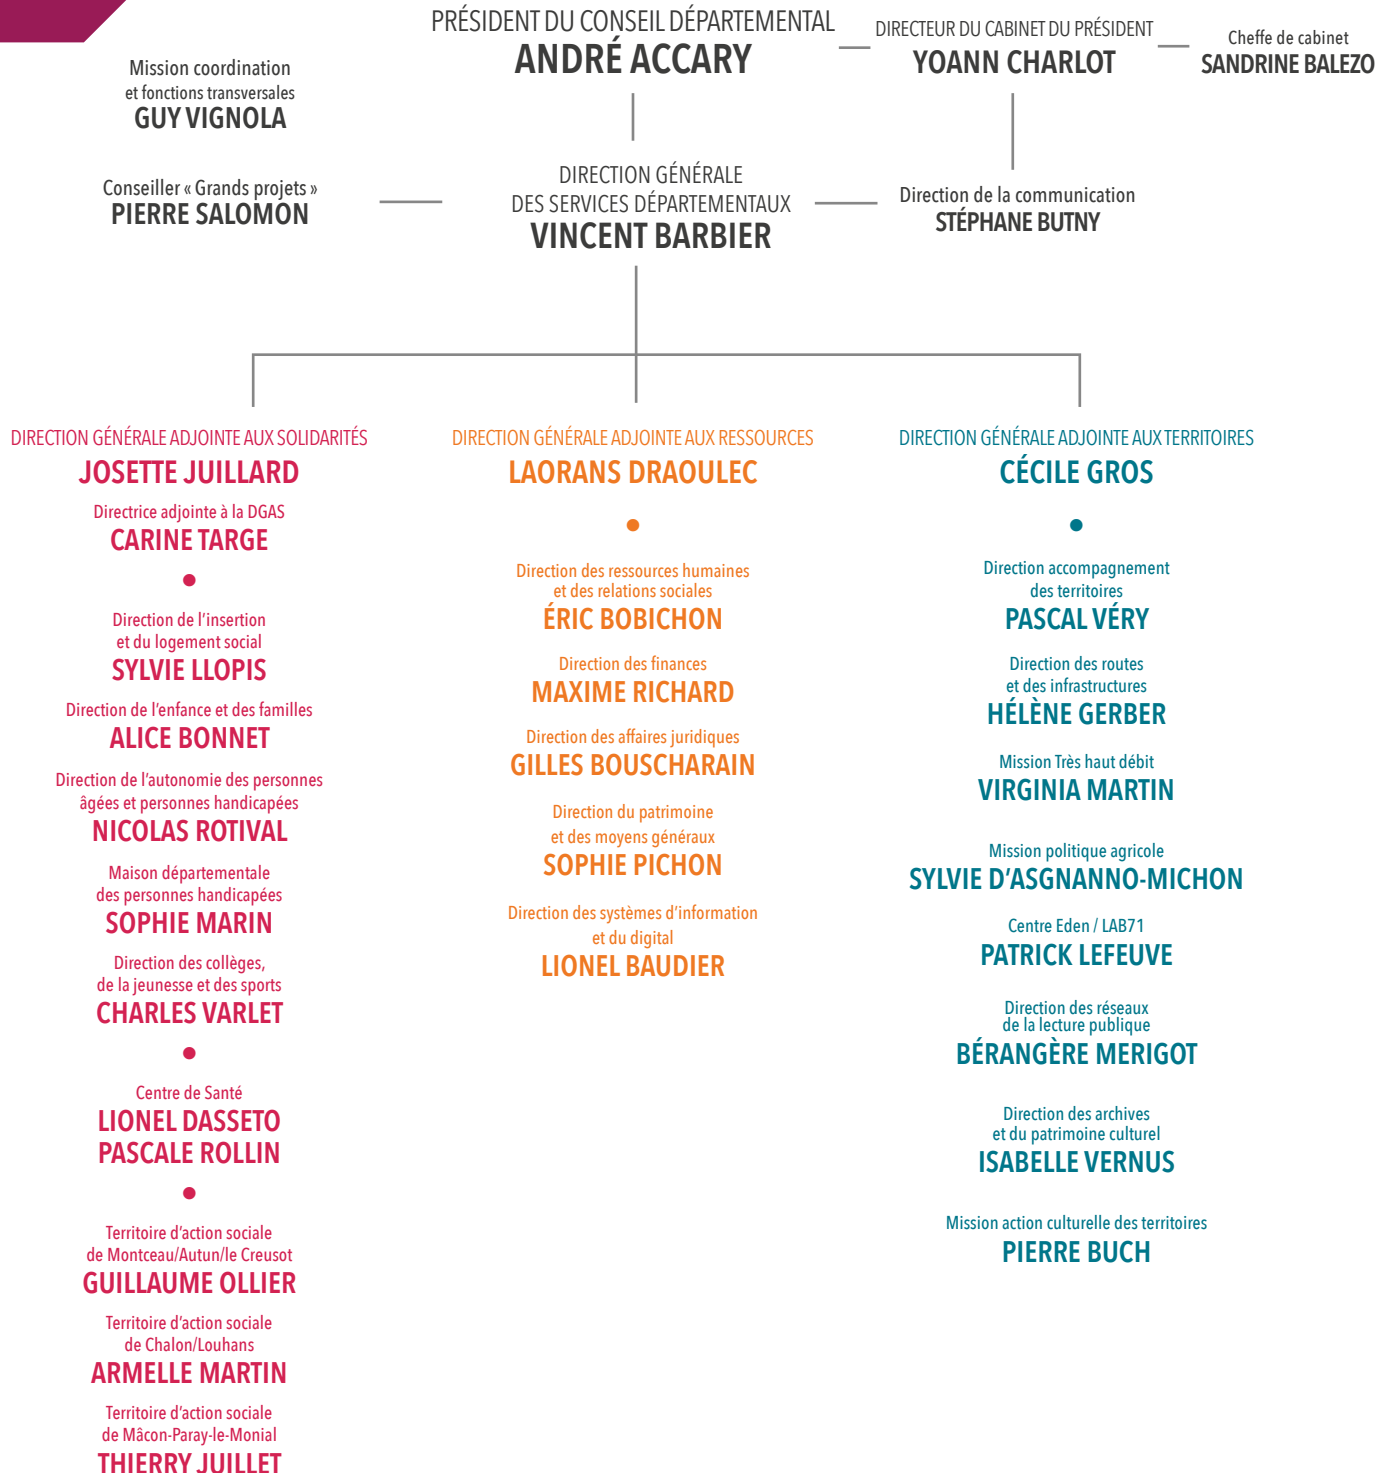 PRÉSIDENT DU CONSEIL DÉPARTEMENTAL
ANDRÉ ACCARY
DIRECTEUR DU CABINET DU PRÉSIDENT
YOANN CHARLOT
Cheffe de cabinet
SANDRINE BALEZO
Mission coordination
et fonctions transversales
GUY VIGNOLA
Conseiller « Grands projets »
PIERRE SALOMON
DIRECTION GÉNÉRALE
DES SERVICES DÉPARTEMENTAUX
VINCENT BARBIER
Direction de la communication
STÉPHANE BUTNY
DIRECTION GÉNÉRALE ADJOINTE AUX SOLIDARITÉS
JOSETTE JUILLARD
Directrice adjointe à la DGAS
CARINE TARGE
Direction de l'insertion
et du logement social
SYLVIE LLOPIS
Direction de l'enfance et des familles
ALICE BONNET
Direction de l'autonomie des personnes
âgées et personnes handicapées
NICOLAS ROTIVAL
Maison départementale
des personnes handicapées
SOPHIE MARIN
Direction des collèges,
de la jeunesse et des sports
CHARLES VARLET
Centre de Santé
LIONEL DASSETO
PASCALE ROLLIN
Territoire d'action sociale
de Montceau/Autun/le Creusot
GUILLAUME OLLIER
Territoire d'action sociale
de Chalon/Louhans
ARMELLE MARTIN
Territoire d'action sociale
de Mâcon-Paray-le-Monial
THIERRY JUILLET
DIRECTION GÉNÉRALE ADJOINTE AUX RESSOURCES
LAORANS DRAOULEC
Direction des ressources humaines
et des relations sociales
ÉRIC BOBICHON
Direction des finances
MAXIME RICHARD
Direction des affaires juridiques
GILLES BOUSCHARAIN
Direction du patrimoine
et des moyens généraux
SOPHIE PICHON
Direction des systèmes d'information
et du digital
LIONEL BAUDIER
DIRECTION GÉNÉRALE ADJOINTE AUX TERRITOIRES
CÉCILE GROS
Direction accompagnement
des territoires
PASCAL VÉRY
Direction des routes
et des infrastructures
HÉLÈNE GERBER
Mission Très haut débit
VIRGINIA MARTIN
Mission politique agricole
SYLVIE D'ASGNANNO-MICHON
Centre Eden / LAB71
PATRICK LEFEUVE
Direction des réseaux
de la lecture publique
BÉRANGÈRE MERIGOT
Direction des archives
et du patrimoine culturel
ISABELLE VERNUS
Mission action culturelle des territoires
PIERRE BUCH